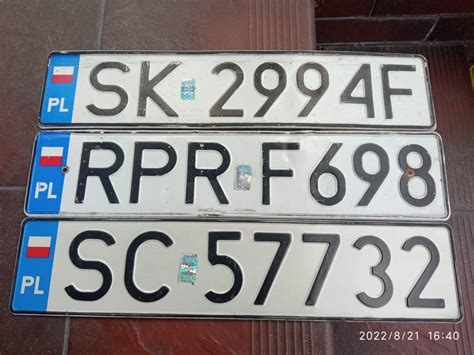 PL SK 2994F
PL RPR F698
PL SC 57732
2022/8/21 16:40